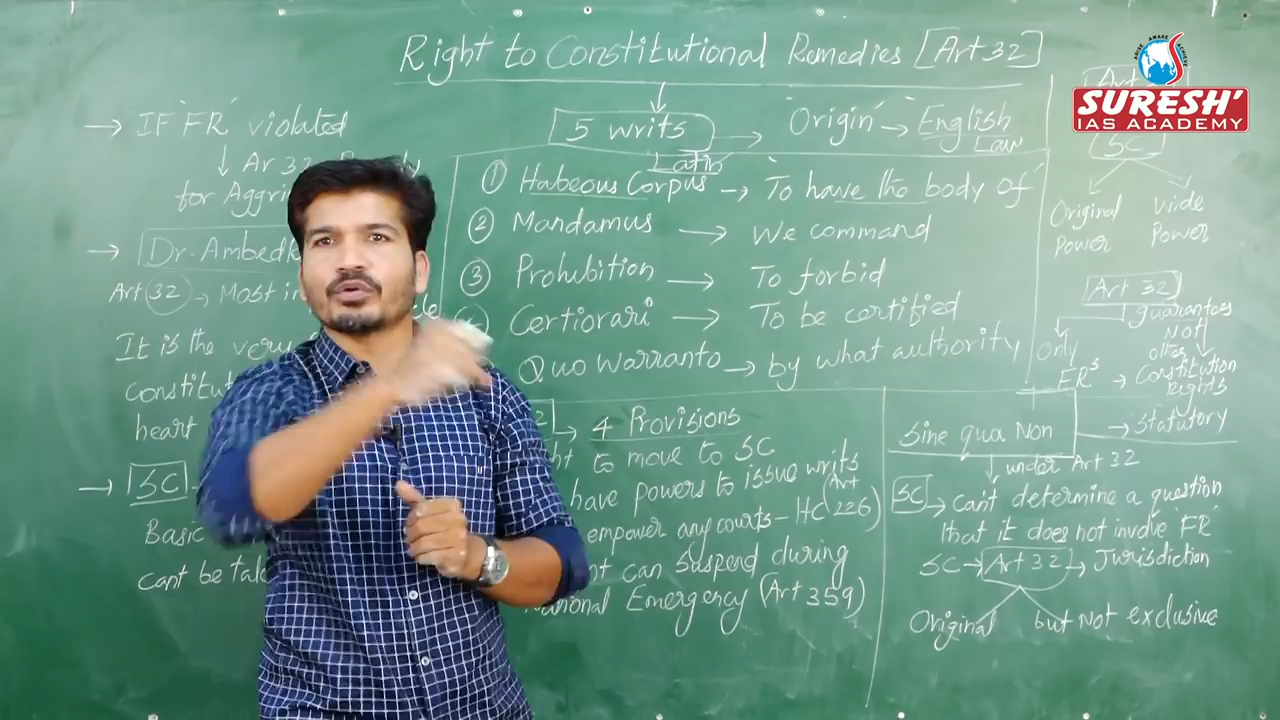 Right to Constitutional Remedies [Art 32]
ARISE AWAKE ACHIEVE
SURESH'
IAS ACADEMY
→ IF 'FR' violated
↓ Ar 32
for Aggri
→ Dr. Ambedk
Art 32 → Most i
It is the very
constitut
heart
→ SC
Basic
cant be tak
5 writs → 'Origin' → English
Law
Latin
① Habeous Corpus → To have the body of
② Mandamus → We command
③ Prohibition → To forbid
Certiorari → To be certified
Quo Warranto → by what authority
→ 4 Provisions
to move to SC
have powers to issue writs
empower any courts - HC (Art 226)
can suspend during
Emergency (Art 359)
SC
Original Power
Wide Power
Art 32
guarantees
Only
FRs
Not
other
→ Constitution
Rights
→ Statutory
Sine qua Non
↓ under Art 32
SC → Can't determine a question
that it does not involve 'FR'
SC → Art 32 → Jurisdiction
Original but not exclusive